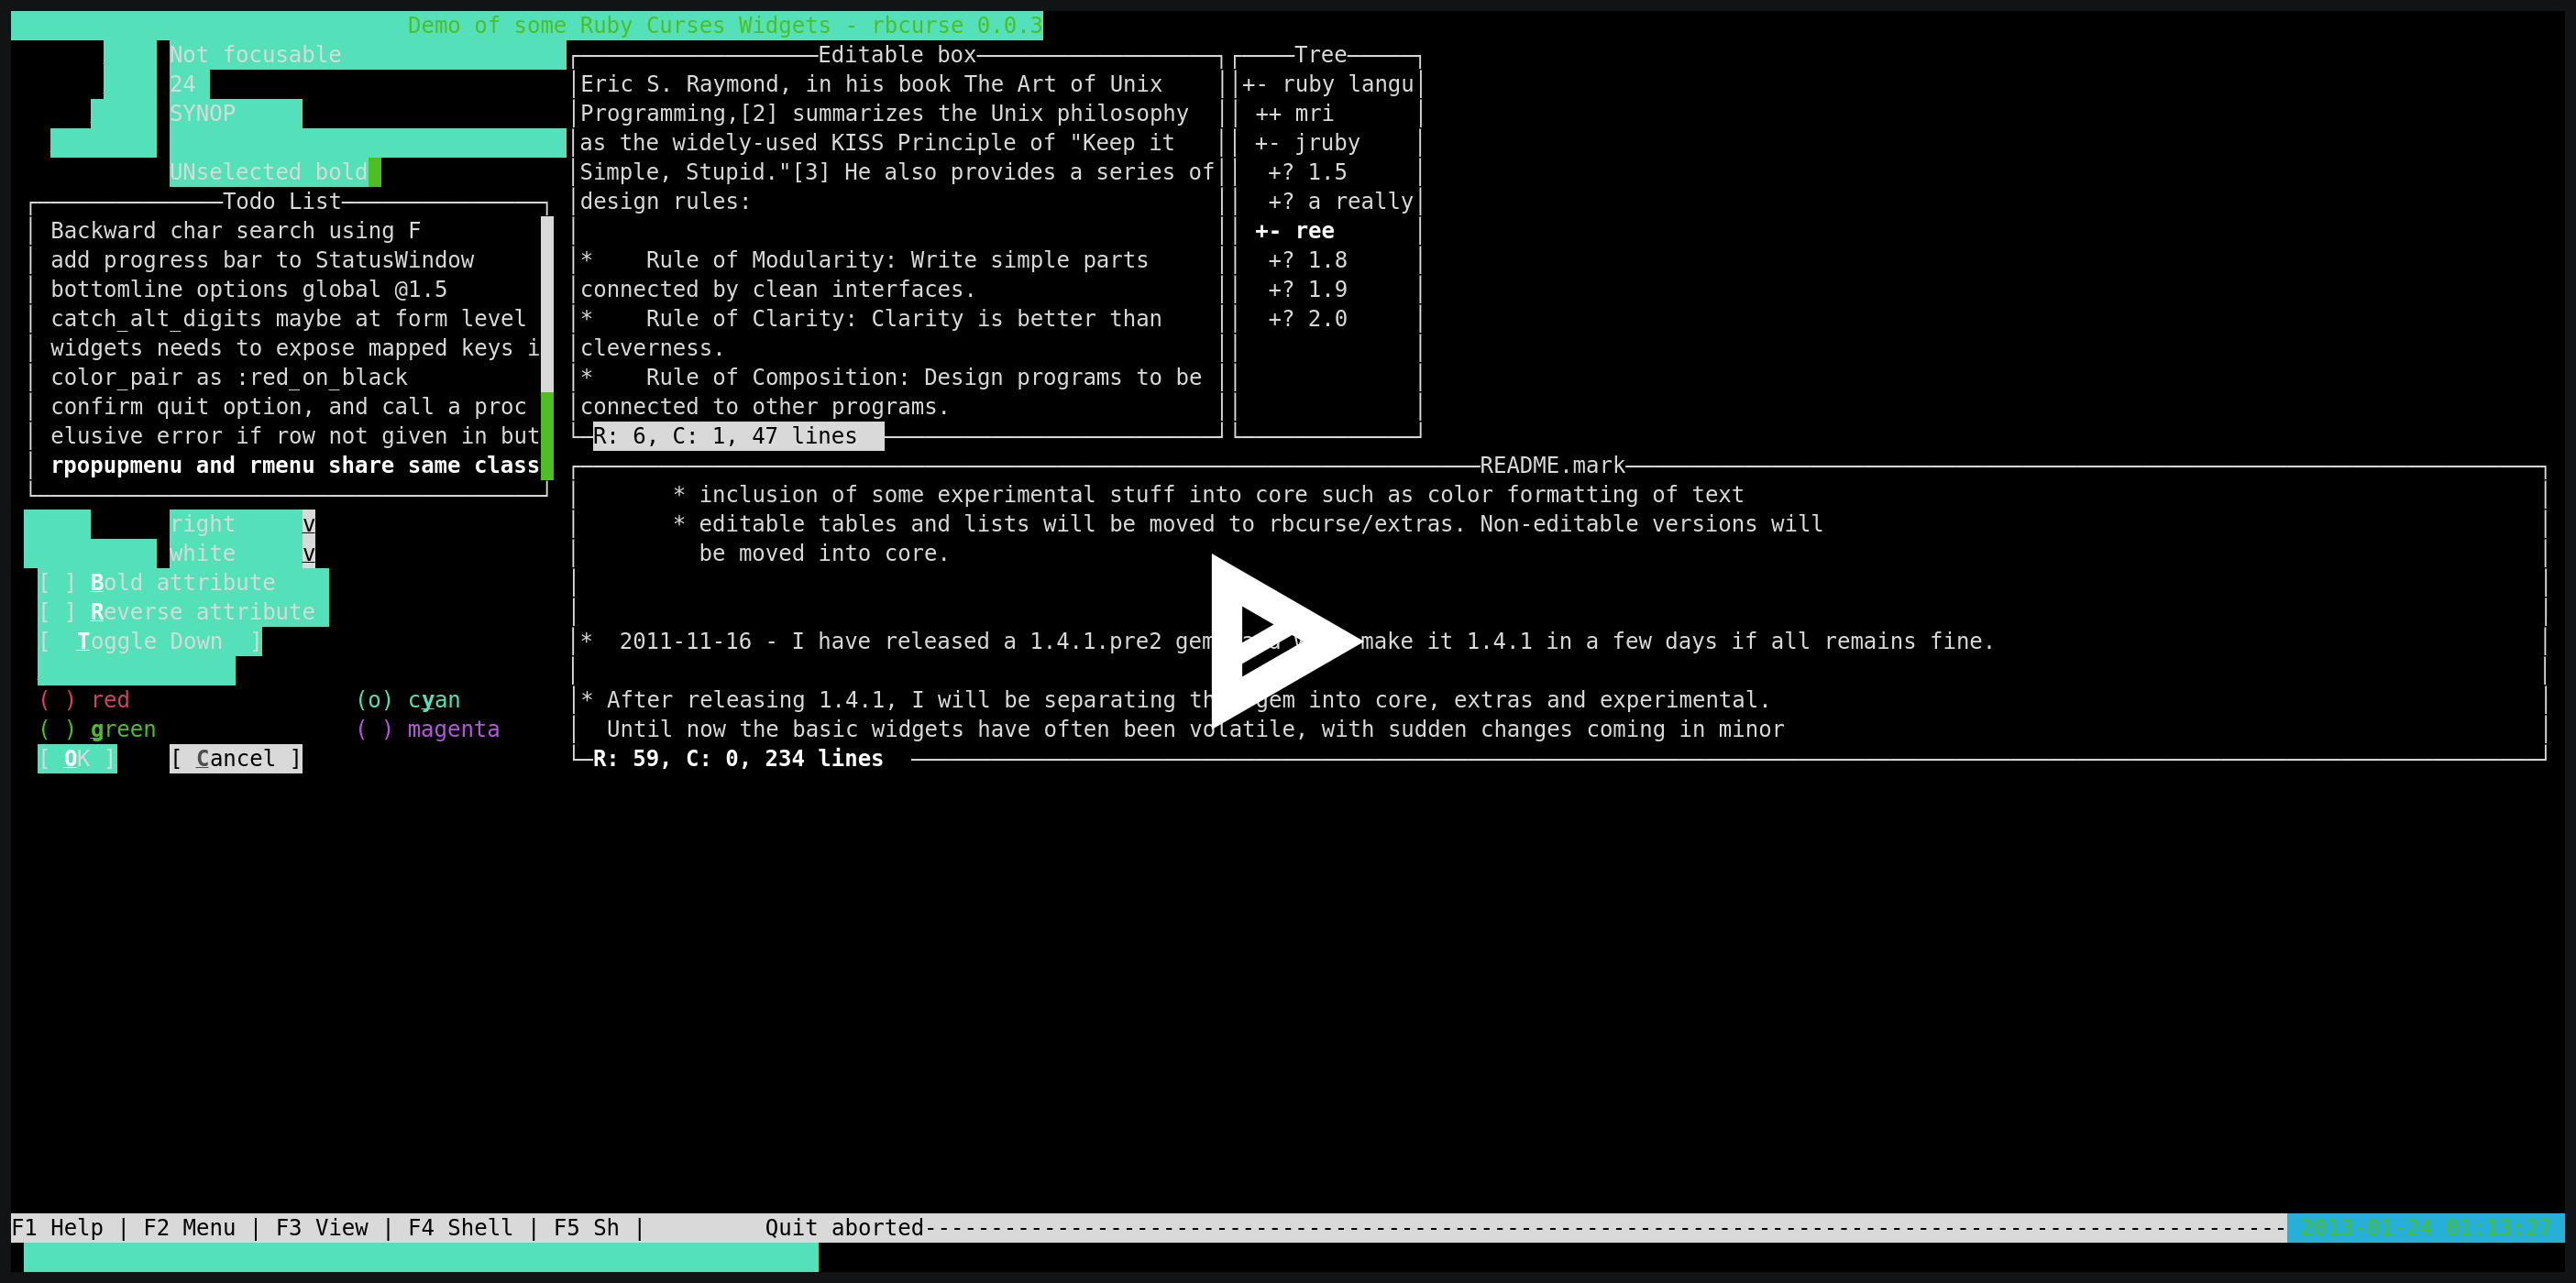 Demo of some Ruby Curses Widgets - rbcurse 0.0.3
Not focusable
24
SYNOP
UNselected bold
Todo List
Backward char search using F
add progress bar to StatusWindow
bottomline options global @1.5
catch_alt_digits maybe at form level
widgets needs to expose mapped keys i
color_pair as :red_on_black
confirm quit option, and call a proc
elusive error if row not given in but
rpopupmenu and rmenu share same class
right v
white v
[ ] Bold attribute
[ ] Reverse attribute
[  Toggle Down  ]
( ) red (o) cyan
( ) green ( ) magenta
[ OK ] [ Cancel ]
Editable box
Eric S. Raymond, in his book The Art of Unix
Programming,[2] summarizes the Unix philosophy
as the widely-used KISS Principle of "Keep it
Simple, Stupid."[3] He also provides a series of
design rules:
*    Rule of Modularity: Write simple parts
connected by clean interfaces.
*    Rule of Clarity: Clarity is better than
cleverness.
*    Rule of Composition: Design programs to be
connected to other programs.
R: 6, C: 1, 47 lines
Tree
+- ruby langu
++ mri
+- jruby
+? 1.5
+? a really
+- ree
+? 1.8
+? 1.9
+? 2.0
README.mark
* inclusion of some experimental stuff into core such as color formatting of text
* editable tables and lists will be moved to rbcurse/extras. Non-editable versions will
be moved into core.
*  2011-11-16 - I have released a 1.4.1.pre2 gem make it 1.4.1 in a few days if all remains fine.
* After releasing 1.4.1, I will be separating gem into core, extras and experimental.
Until now the basic widgets have often been volatile, with sudden changes coming in minor
R: 59, C: 0, 234 lines
F1 Help | F2 Menu | F3 View | F4 Shell | F5 Sh | Quit aborted------------------------------------------------------------------------------------------------------- 2013-01-24 01:13:27